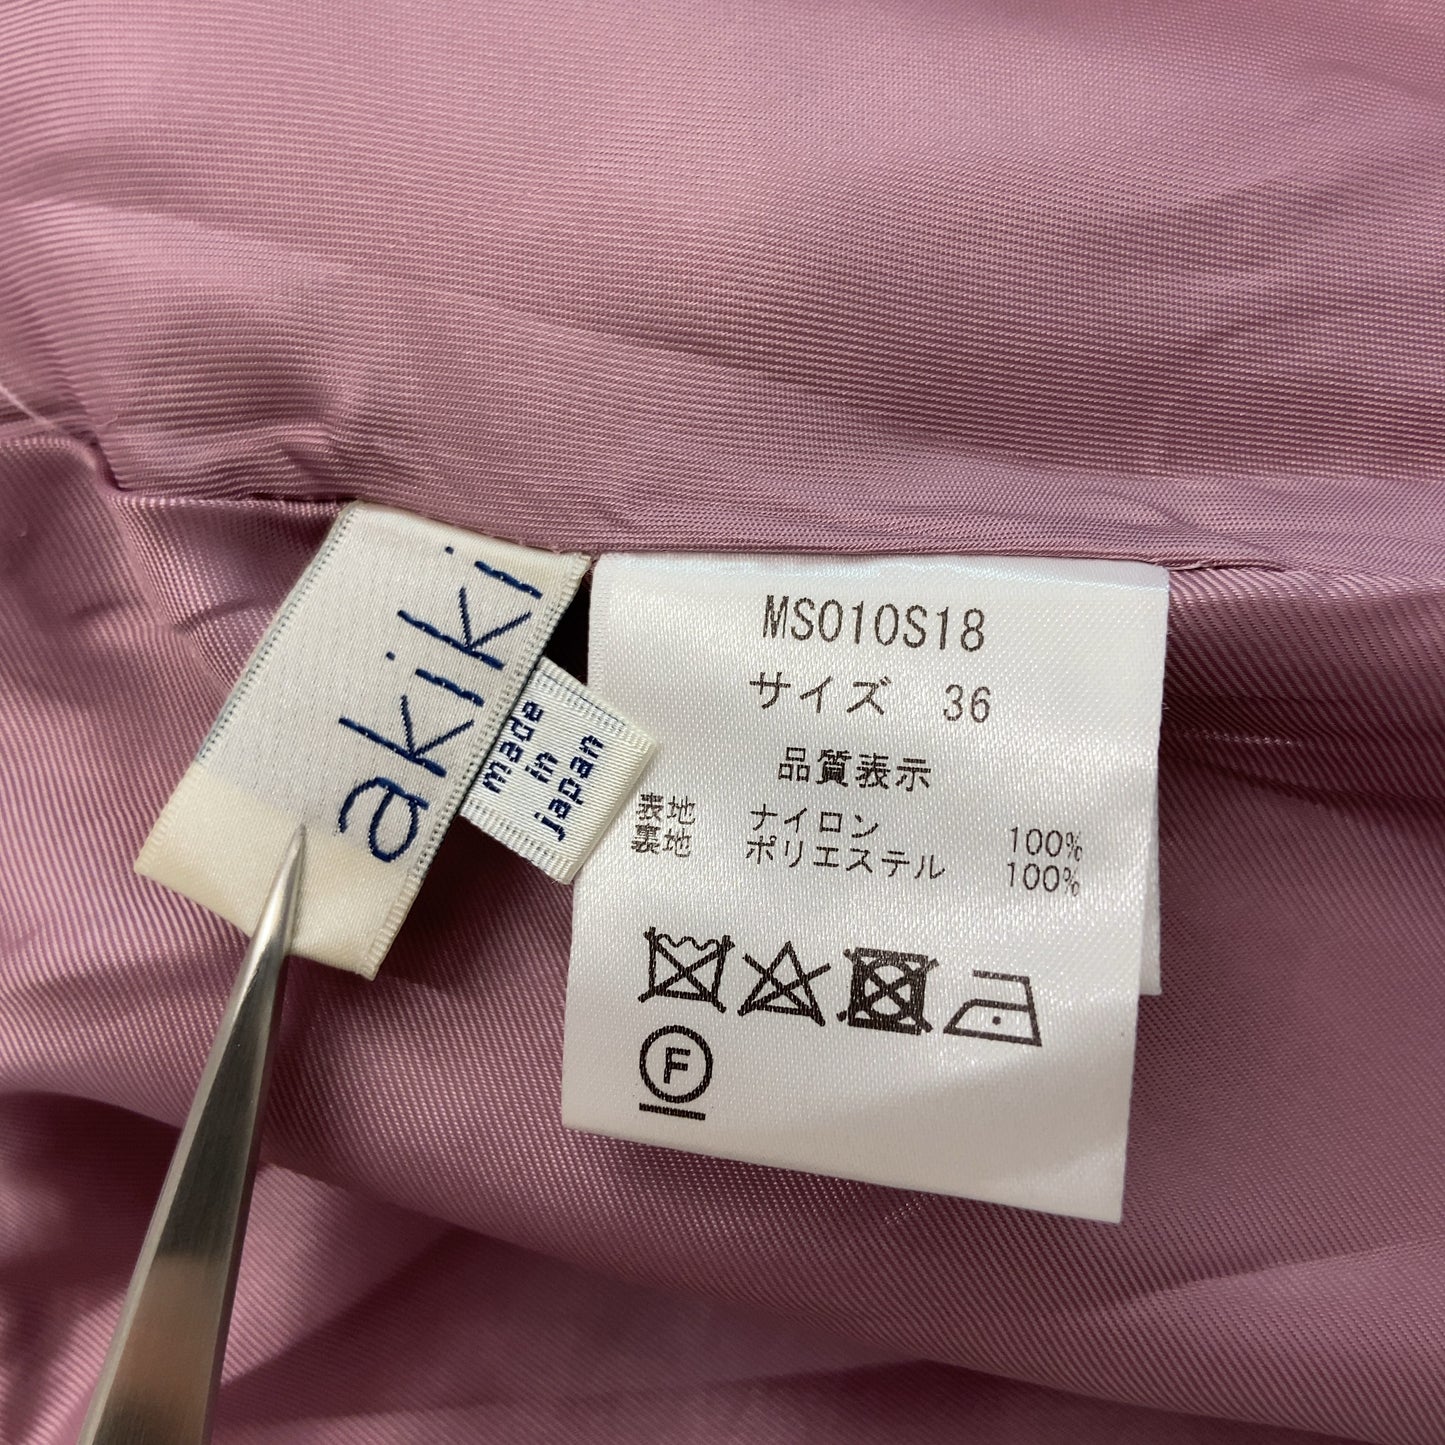 akiki
made
in
japan
MS010S18
サイズ 36
品質表示
表地 ナイロン 100%
裏地 ポリエステル 100%
F